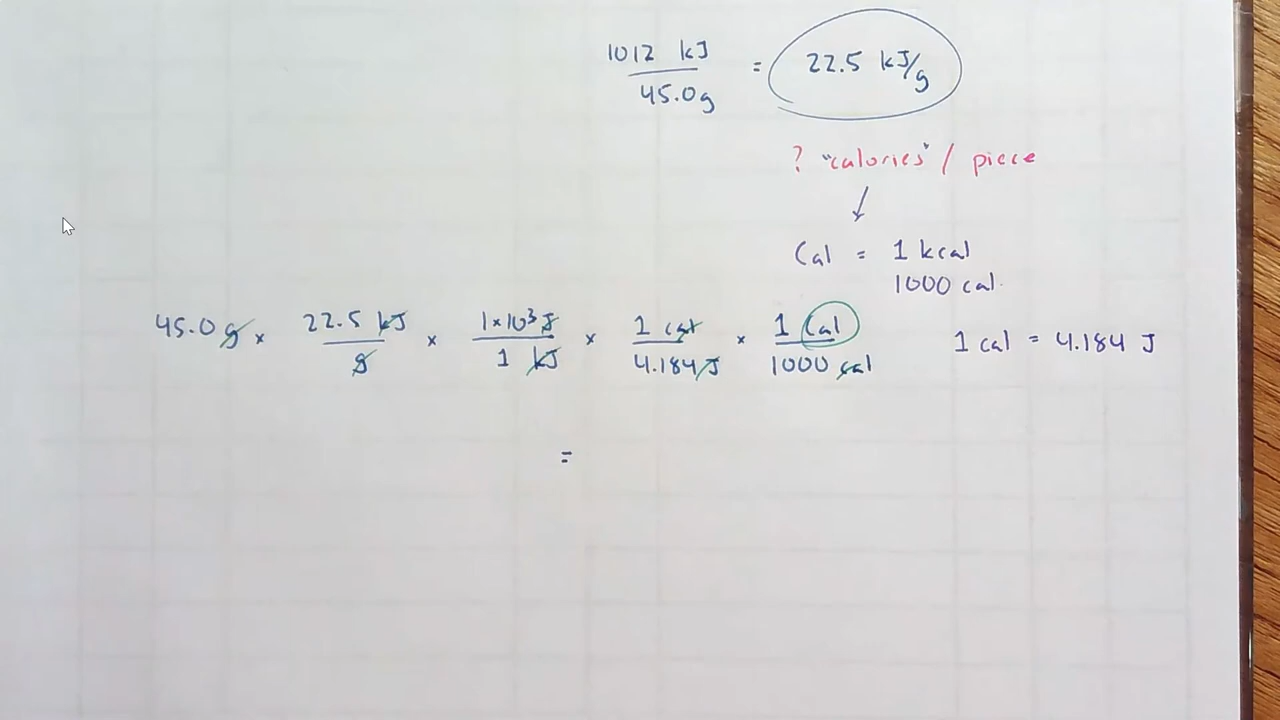 1012 kJ
45.0g
= 22.5 kJ/g
? "calories" / piece
Cal = 1 kcal
1000 cal
45.0 g × 22.5 kJ/g × 1×10³ J/1 kJ × 1 cal/4.184 J × 1 Cal/1000 cal
1 cal = 4.184 J
=